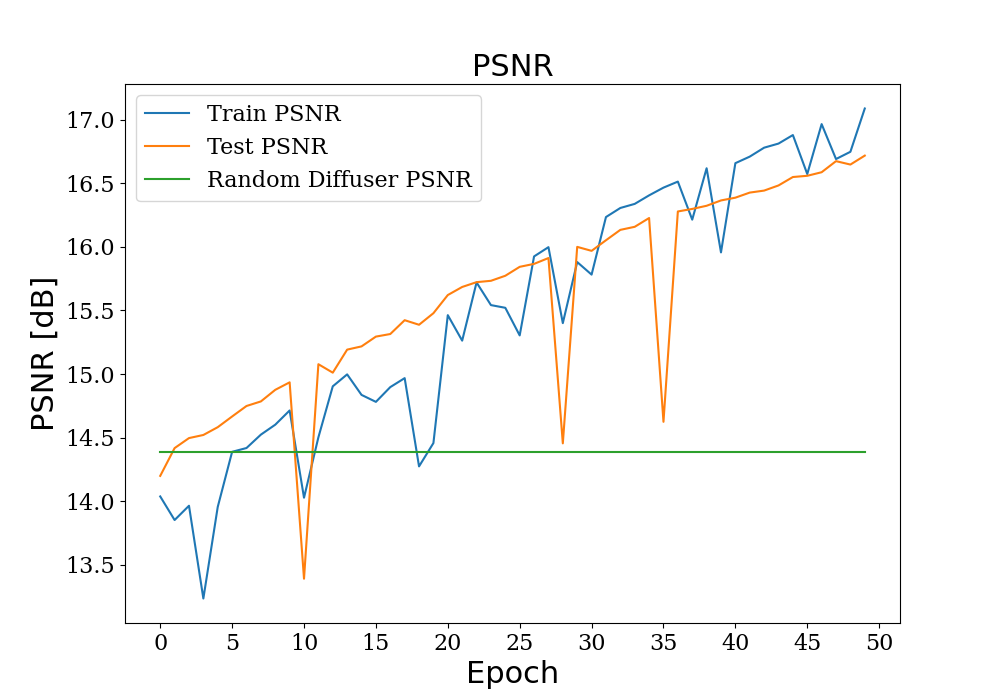 PSNR
Train PSNR
Test PSNR
Random Diffuser PSNR
PSNR [dB]
17.0
16.5
16.0
15.5
15.0
14.5
14.0
13.5
0 5 10 15 20 25 30 35 40 45 50
Epoch